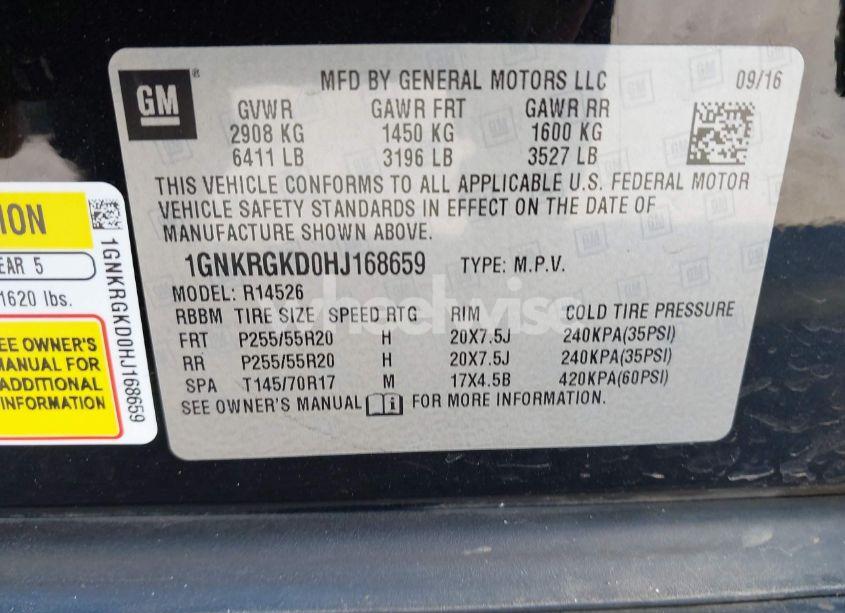 GM
MFD BY GENERAL MOTORS LLC 09/16
GVWR GAWR FRT GAWR RR
2908 KG 1450 KG 1600 KG
6411 LB 3196 LB 3527 LB
THIS VEHICLE CONFORMS TO ALL APPLICABLE U.S. FEDERAL MOTOR
VEHICLE SAFETY STANDARDS IN EFFECT ON THE DATE OF
MANUFACTURE SHOWN ABOVE.
1GNKRGKD0HJ168659 TYPE: M.P.V.
MODEL: R14526
RBBM TIRE SIZE SPEED RTG RIM COLD TIRE PRESSURE
FRT P255/55R20 H 20X7.5J 240KPA(35PSI)
RR P255/55R20 H 20X7.5J 240KPA(35PSI)
SPA T145/70R17 M 17X4.5B 420KPA(60PSI)
SEE OWNER'S MANUAL FOR MORE INFORMATION.
ION
EAR 5
1620 lbs.
SEE OWNER'S
MANUAL FOR
ADDITIONAL
INFORMATION
1GNKRGKD0HJ168659
wheelwise